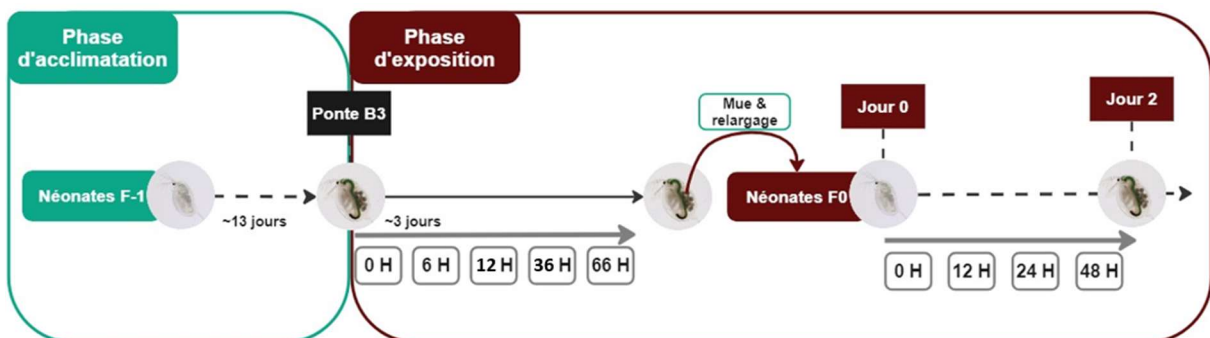 Phase
d'acclimatation
Phase
d'exposition
Ponte B3
Mue &
relargage
Jour 0
Jour 2
Néonates F-1
~13 jours
~3 jours
Néonates F0
0 H
6 H
12 H
36 H
66 H
0 H
12 H
24 H
48 H